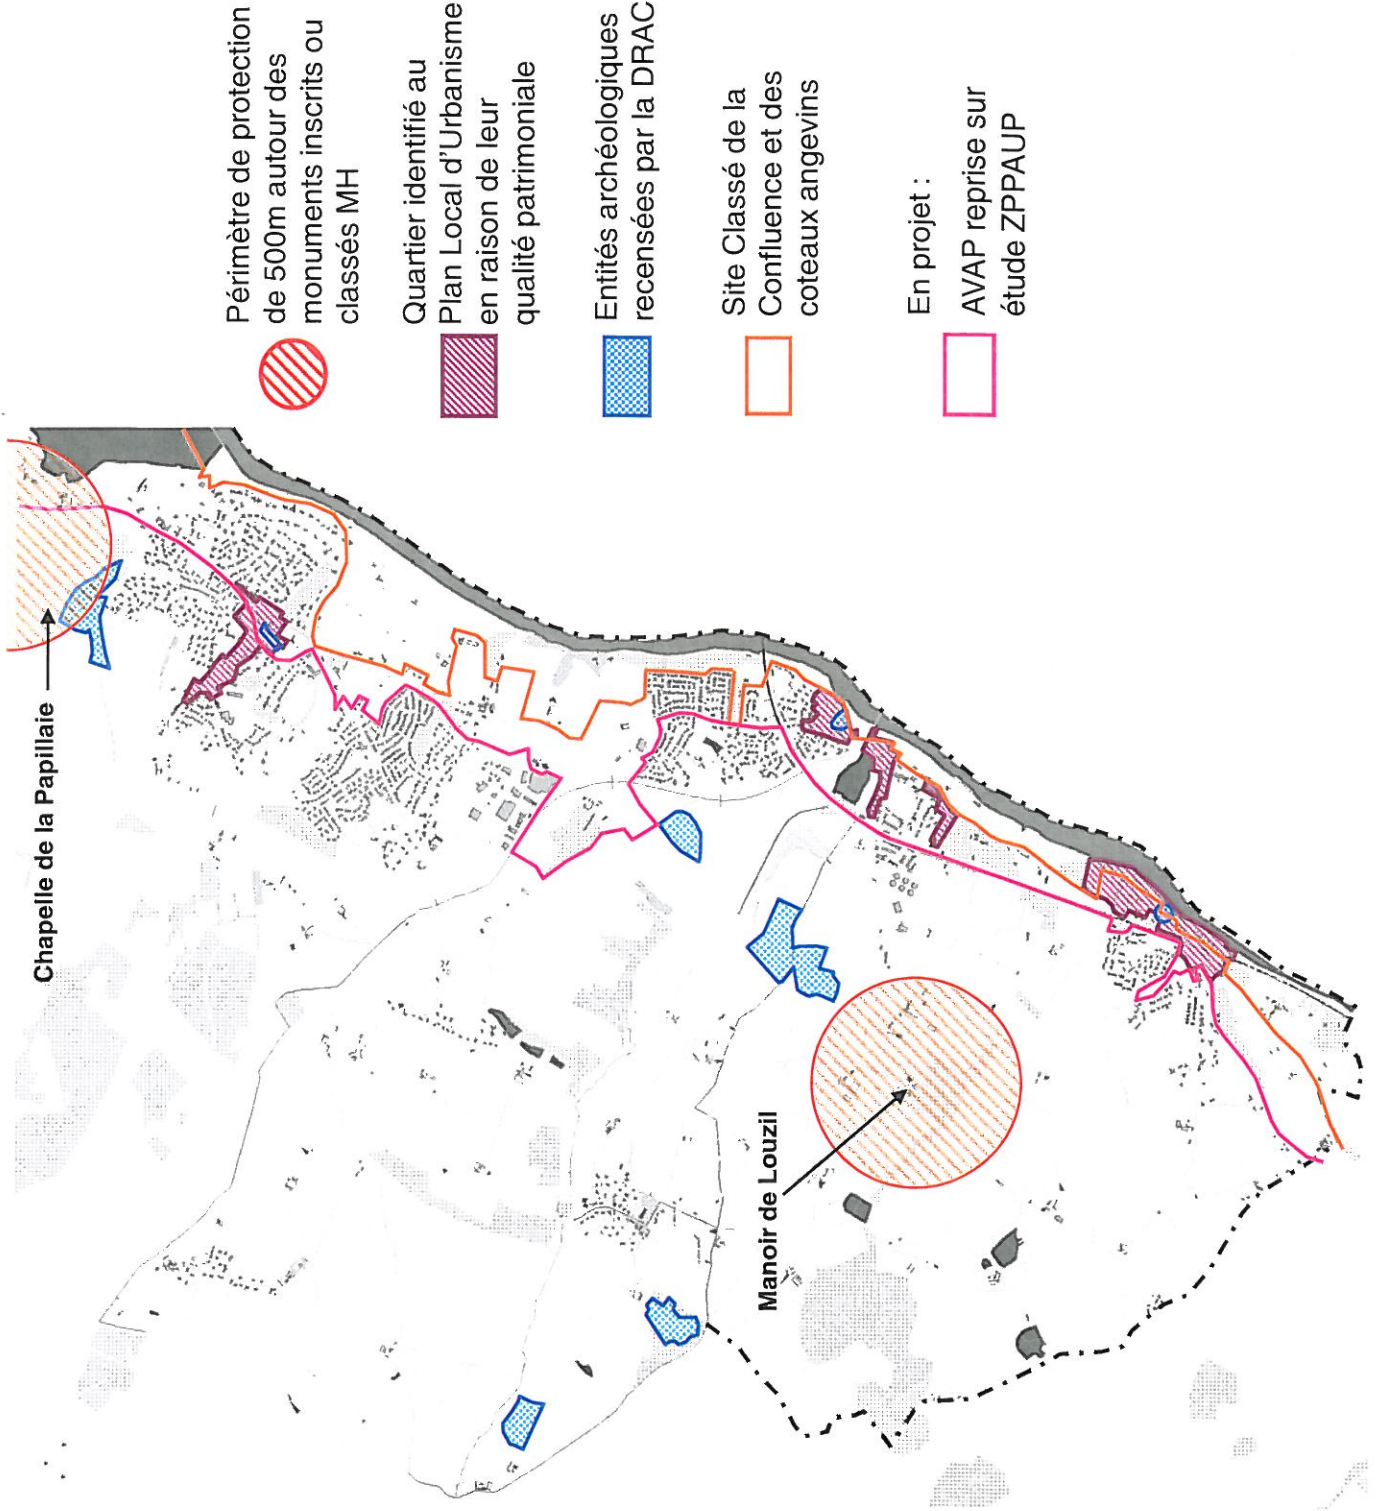 Périmètre de protection
de 500m autour des
monuments inscrits ou
classés MH
Quartier identifié au
Plan Local d'Urbanisme
en raison de leur
qualité patrimoniale
Entités archéologiques
recensées par la DRAC
Site Classé de la
Confluence et des
coteaux angevins
En projet :
AVAP reprise sur
étude ZPPAUP
Chapelle de la Papillaie
Manoir de Louzil